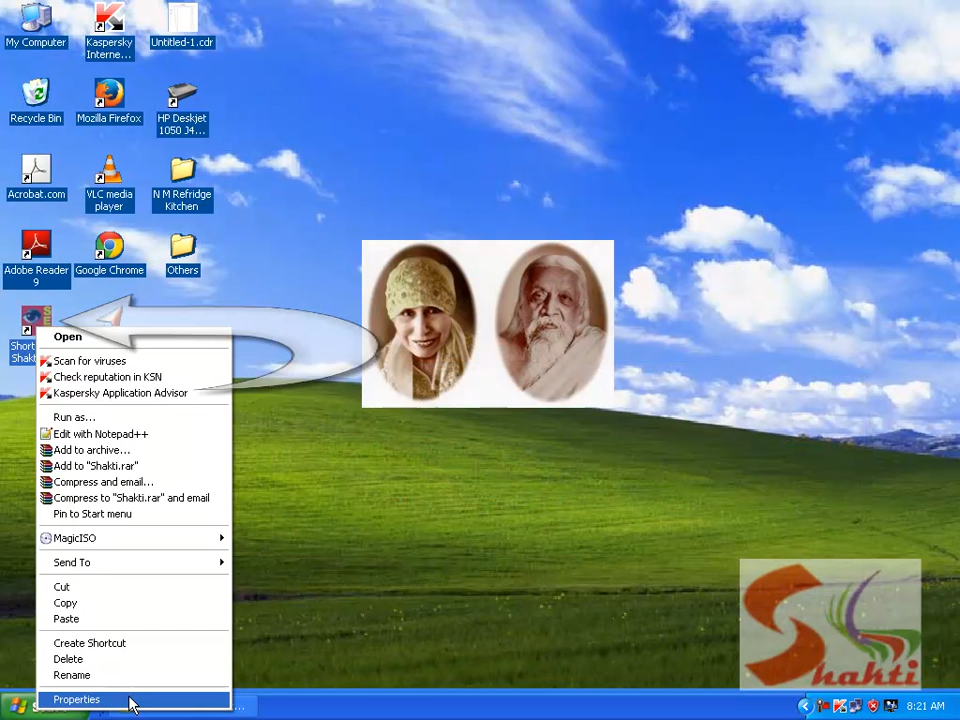 My Computer
Kaspersky
Interne...
Untitled-1.cdr
Recycle Bin
Mozilla Firefox
HP Deskjet
1050 J4...
Acrobat.com
VLC media
player
N M Refridge
Kitchen
Adobe Reader
9
Google Chrome
Others
Short
Shakti
Open
Scan for viruses
Check reputation in KSN
Kaspersky Application Advisor
Run as...
Edit with Notepad++
Add to archive...
Add to "Shakti.rar"
Compress and email...
Compress to "Shakti.rar" and email
Pin to Start menu
MagicISO
Send To
Cut
Copy
Paste
Create Shortcut
Delete
Rename
Properties
Shakti
8:21 AM